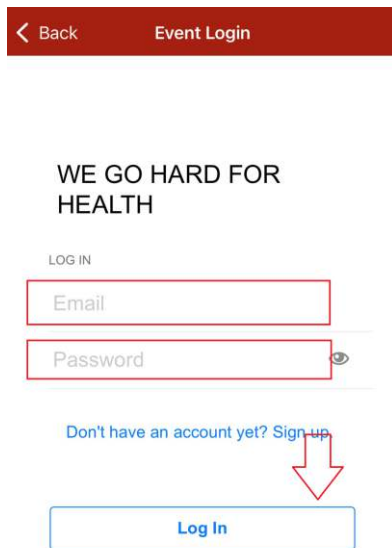 Back
Event Login
WE GO HARD FOR
HEALTH
LOG IN
Email
Password
Don't have an account yet? Sign up
Log In